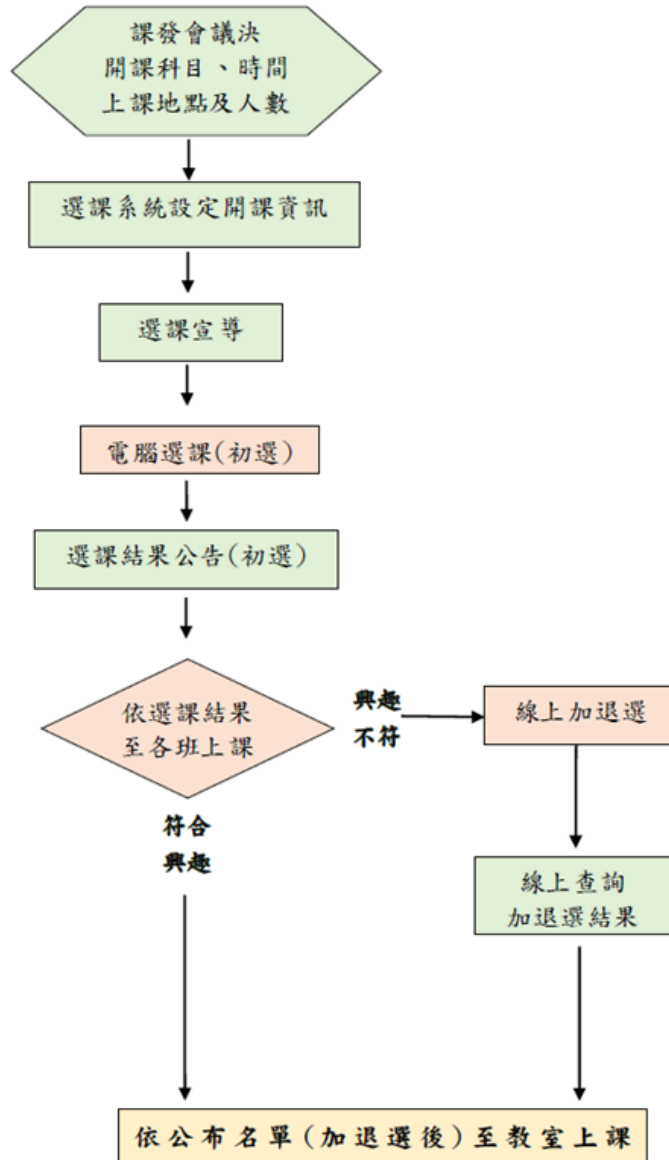 課發會議決
開課科目、時間
上課地點及人數
選課系統設定開課資訊
選課宣導
電腦選課(初選)
選課結果公告(初選)
依選課結果
至各班上課
興趣
不符
線上加退選
符合
興趣
線上查詢
加退選結果
依公布名單(加退選後)至教室上課